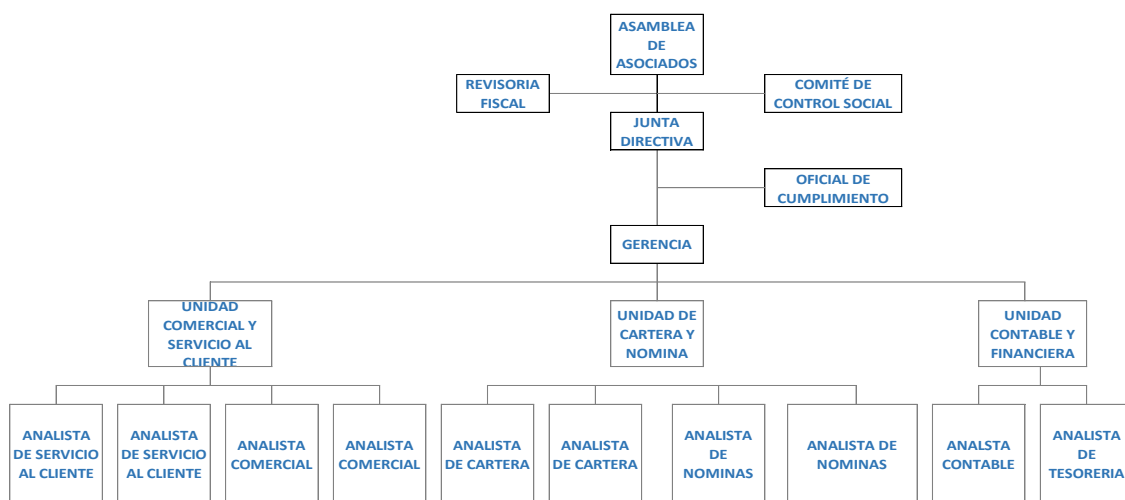 ASAMBLEA
DE
ASOCIADOS
REVISORIA
FISCAL
COMITÉ DE
CONTROL SOCIAL
JUNTA
DIRECTIVA
OFICIAL DE
CUMPLIMIENTO
GERENCIA
UNIDAD
COMERCIAL Y
SERVICIO AL
CLIENTE
UNIDAD DE
CARTERA Y
NOMINA
UNIDAD
CONTABLE Y
FINANCIERA
ANALISTA
DE SERVICIO
AL CLIENTE
ANALISTA
DE SERVICIO
AL CLIENTE
ANALISTA
COMERCIAL
ANALISTA
COMERCIAL
ANALISTA
DE CARTERA
ANALISTA
DE CARTERA
ANALISTA
DE
NOMINAS
ANALISTA DE
NOMINAS
ANALSTA
CONTABLE
ANALISTA
DE
TESORERIA